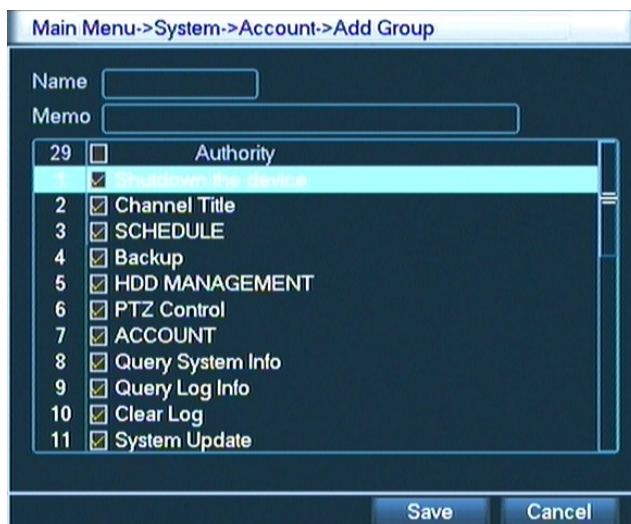 Main Menu->System->Account->Add Group
Name
Memo
29 Authority
1 Shutdown the device
2 Channel Title
3 SCHEDULE
4 Backup
5 HDD MANAGEMENT
6 PTZ Control
7 ACCOUNT
8 Query System Info
9 Query Log Info
10 Clear Log
11 System Update
Save Cancel